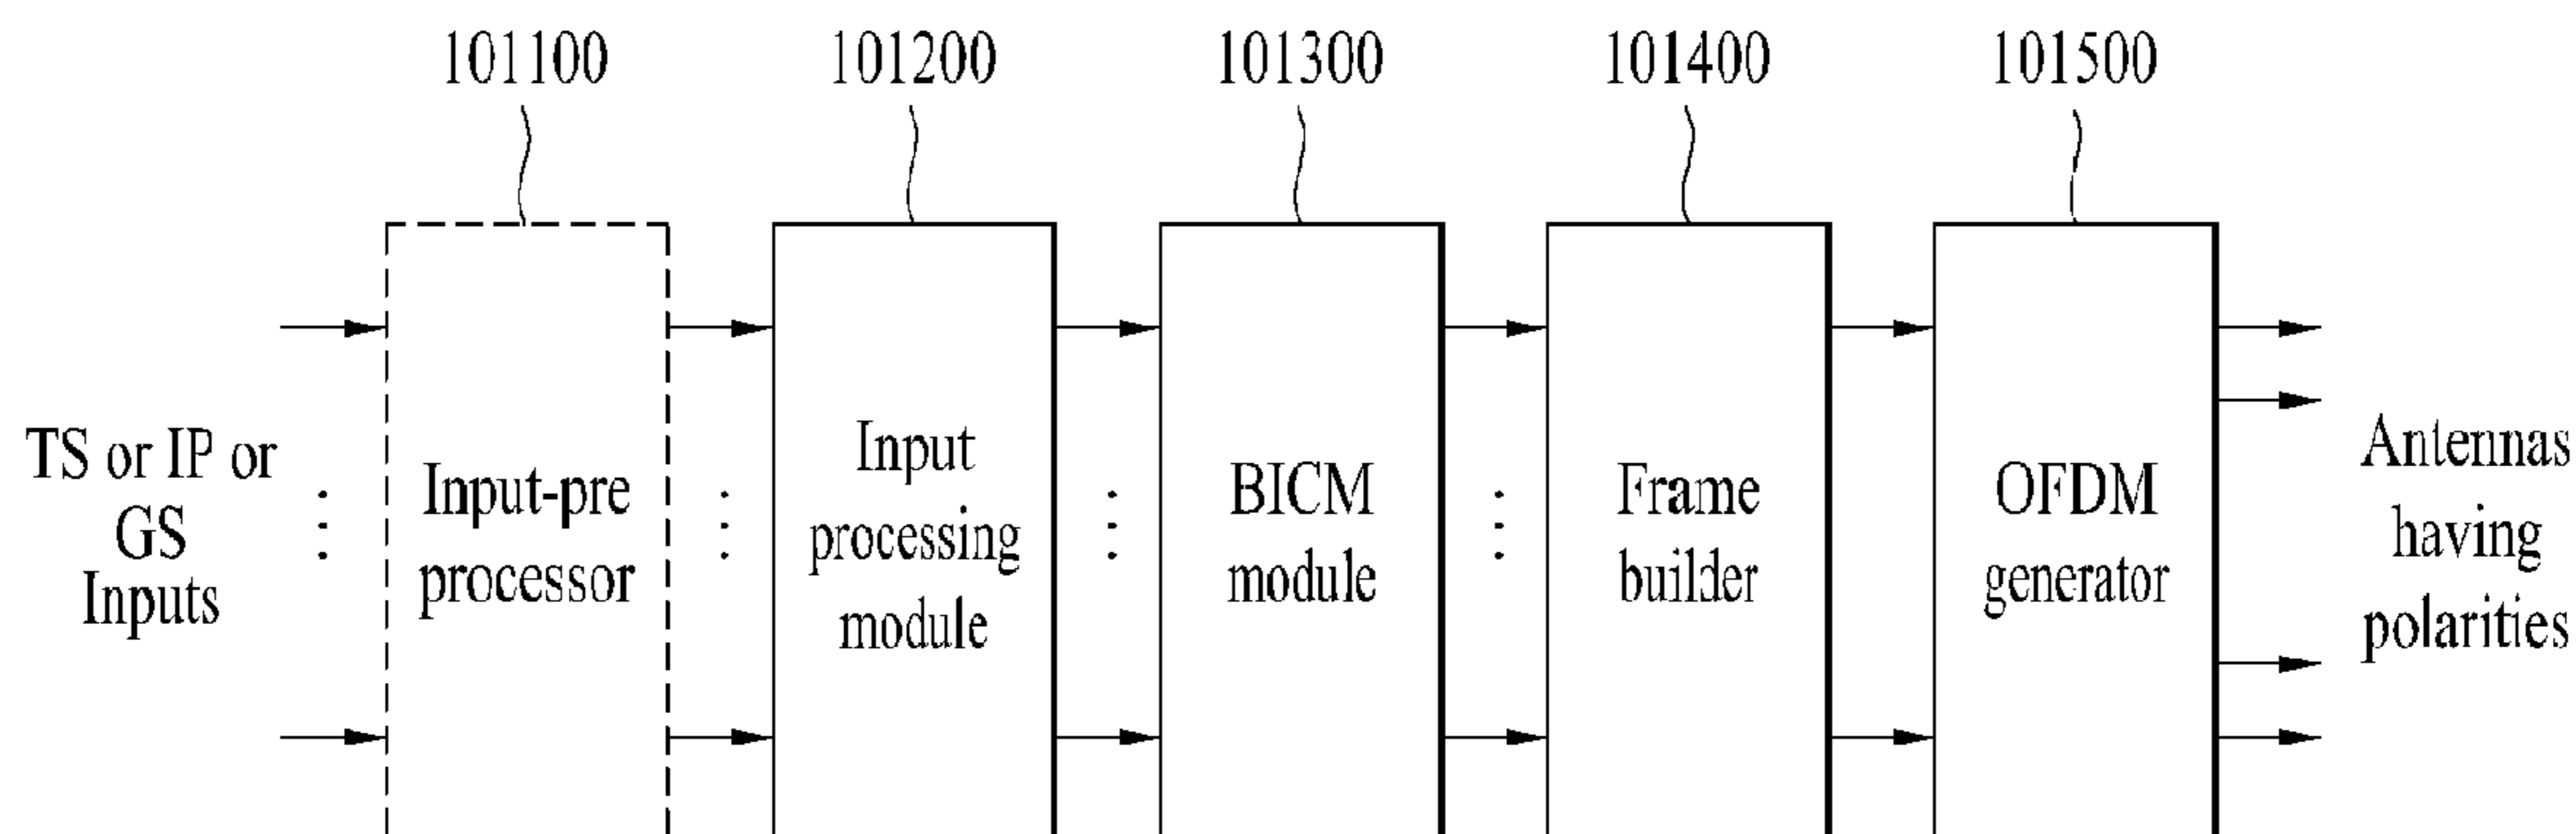 101100
101200
101300
101400
101500
TS or IP or
GS
Inputs
Input-pre
processor
Input
processing
module
BICM
module
Frame
builder
OFDM
generator
Antennas
having
polarities